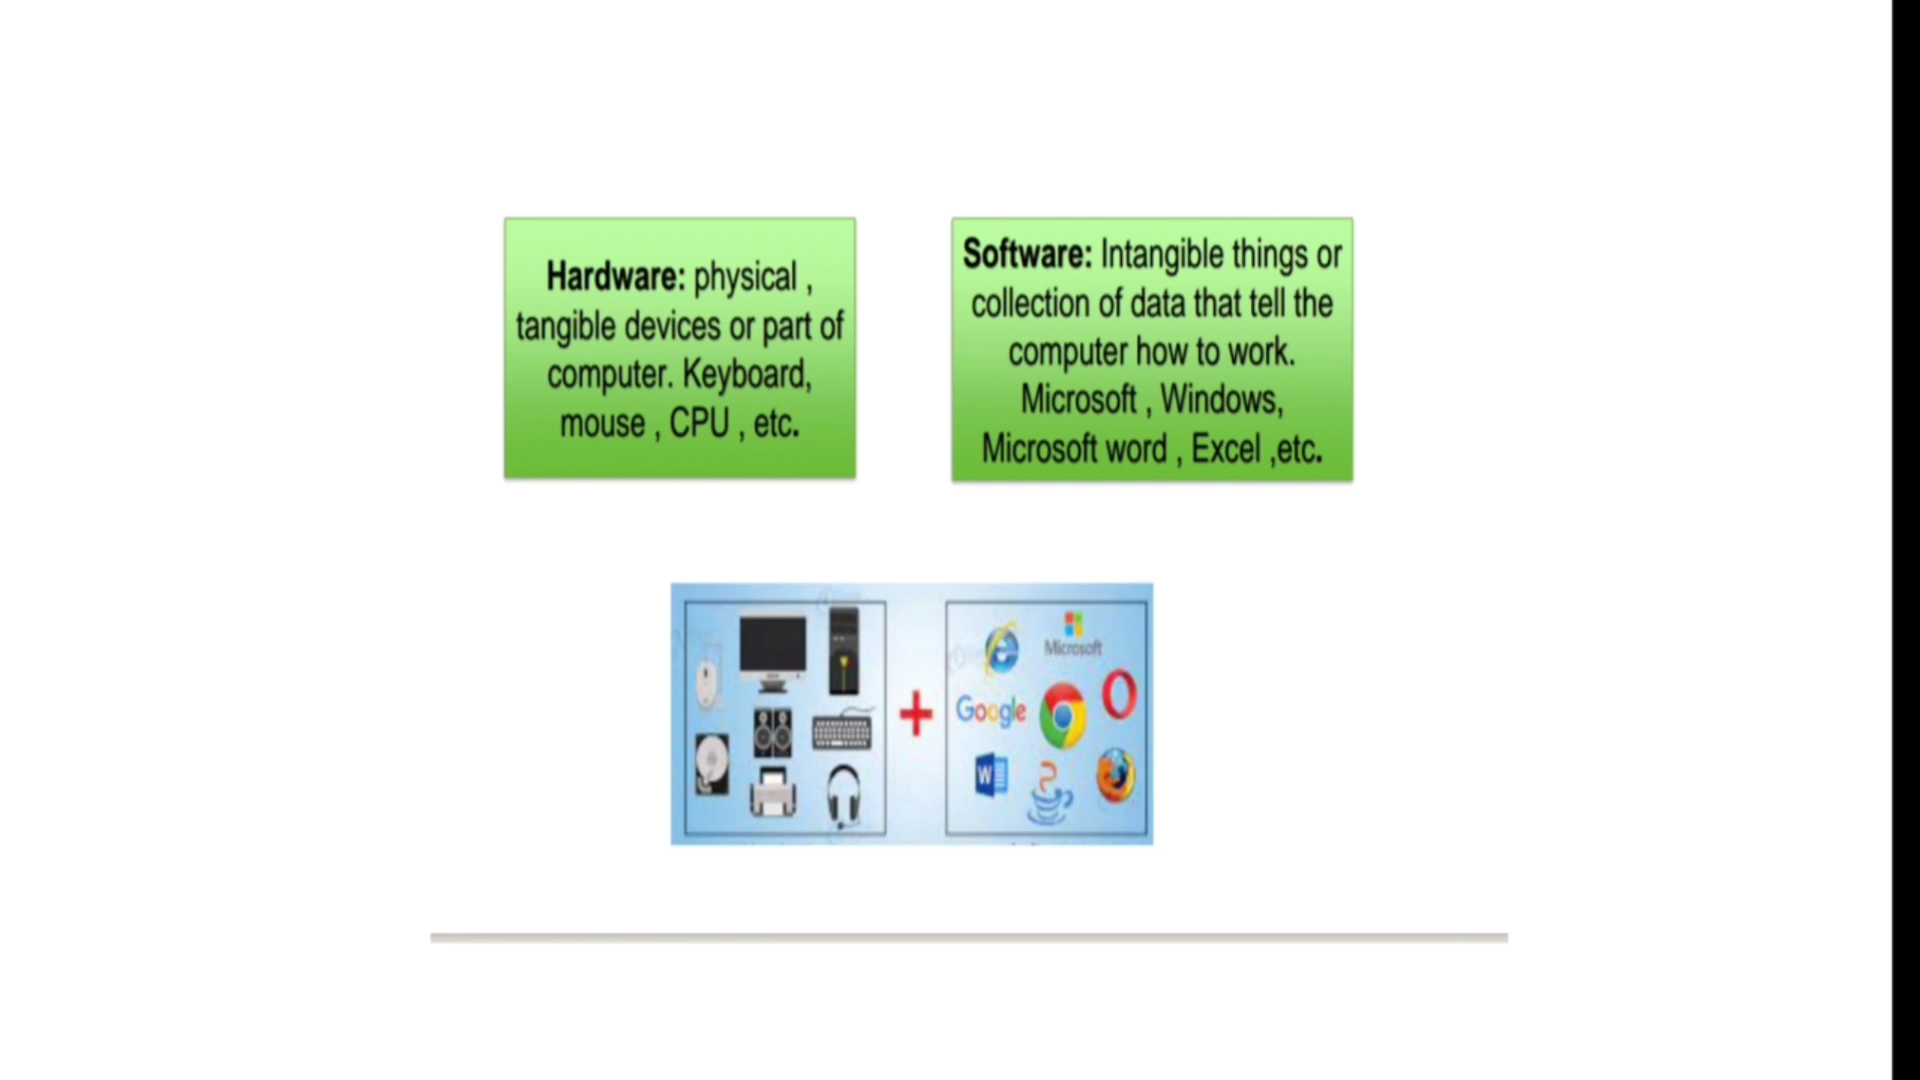 Hardware: physical ,
tangible devices or part of
computer. Keyboard,
mouse , CPU , etc.
Software: Intangible things or
collection of data that tell the
computer how to work.
Microsoft , Windows,
Microsoft word , Excel ,etc.
Microsoft
Google
W